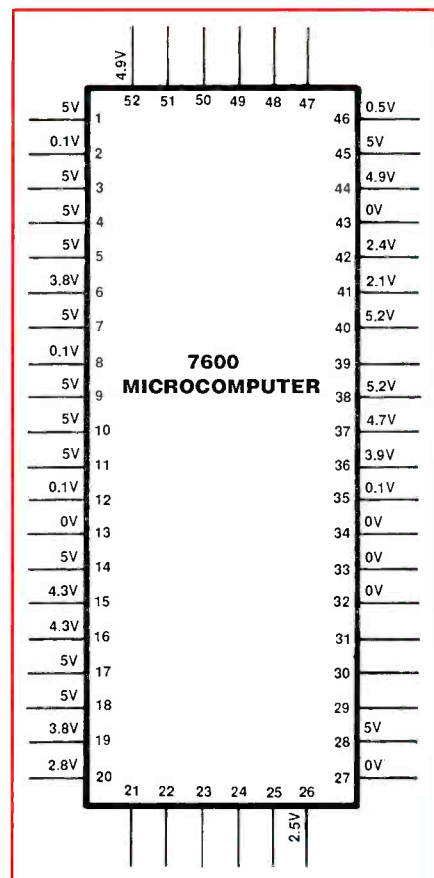 4.9V
52 51 50 49 48 47
5V 1 46 0.5V
0.1V 2 45 5V
5V 3 44 4.9V
5V 4 43 0V
5V 5 42 2.4V
3.8V 6 41 2.1V
5V 7 40 5.2V
0.1V 8 39
7600
MICROCOMPUTER
5V 9 38 5.2V
5V 10 37 4.7V
5V 11 36 3.9V
0.1V 12 35 0.1V
0V 13 34 0V
5V 14 33 0V
4.3V 15 32 0V
4.3V 16 31
5V 17 30
5V 18 29
3.8V 19 28 5V
2.8V 20 27 0V
21 22 23 24 25 26
2.5V